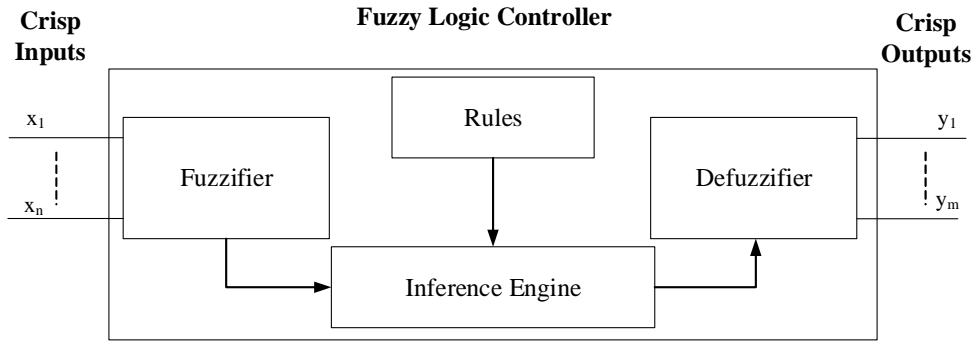 Crisp
Inputs
Fuzzy Logic Controller
Crisp
Outputs
x1
xn
Fuzzifier
Rules
Inference Engine
Defuzzifier
y1
ym